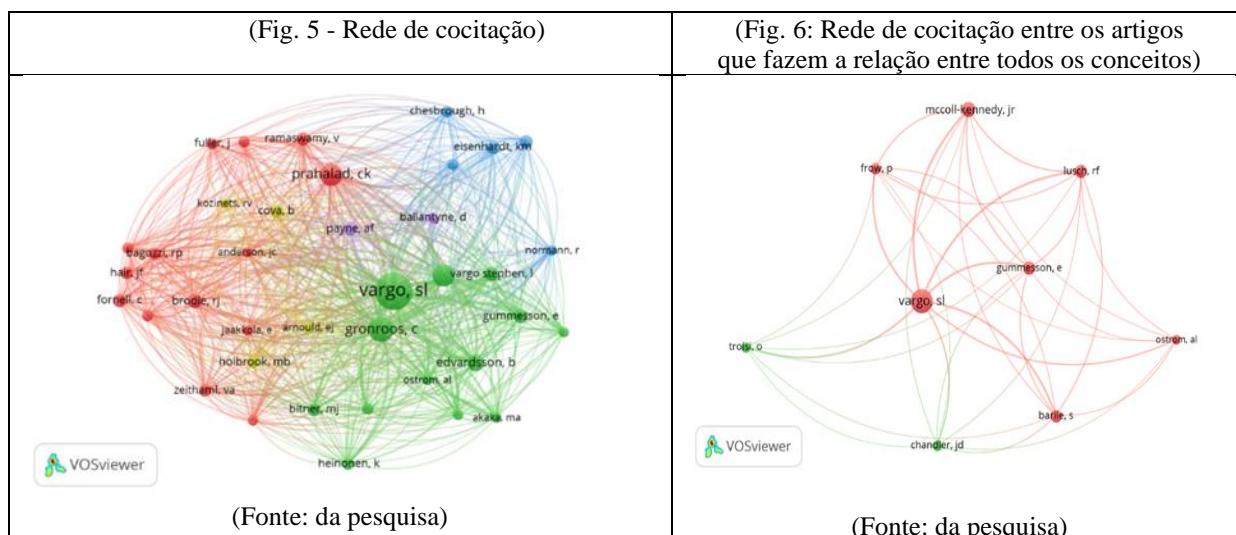 (Fig. 5 - Rede de cocitação)
(Fig. 6: Rede de cocitação entre os artigos
que fazem a relação entre todos os conceitos)
chesbrough, h
fuller, j
ramaswamy, v
eisenhardt, km
prahalad, ck
kozinets, rv
cova, b
ballantyne, d
payne, af
bagozzi, rp
anderson, jc
normann, r
hair, jf
vargo stephen, l
fornell, c
brodie, rj
vargo, sl
gummesson, e
jaakkola, e
arnould, ej
gronroos, c
holbrook, mb
edvardsson, b
ostrom, al
zeithaml, va
bitner, mj
akaka, ma
heinonen, k
VOSviewer
(Fonte: da pesquisa)
mccoll-kennedy, jr
frow, p
lusch, rf
gummesson, e
vargo, sl
troisi, o
ostrom, al
barile, s
chandler, jd
VOSviewer
(Fonte: da pesquisa)